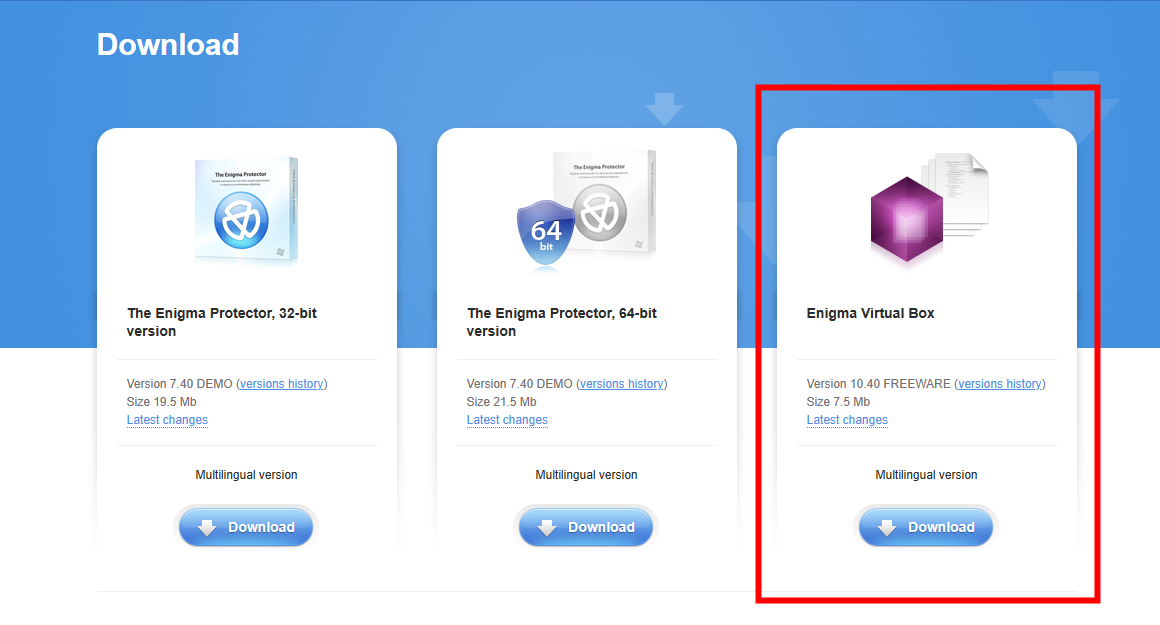 Download
The Enigma Protector
The Enigma Protector
64
bit
The Enigma Protector, 32-bit
version
Version 7.40 DEMO (versions history)
Size 19.5 Mb
Latest changes
Multilingual version
Download
The Enigma Protector, 64-bit
version
Version 7.40 DEMO (versions history)
Size 21.5 Mb
Latest changes
Multilingual version
Download
Enigma Virtual Box
Version 10.40 FREEWARE (versions history)
Size 7.5 Mb
Latest changes
Multilingual version
Download